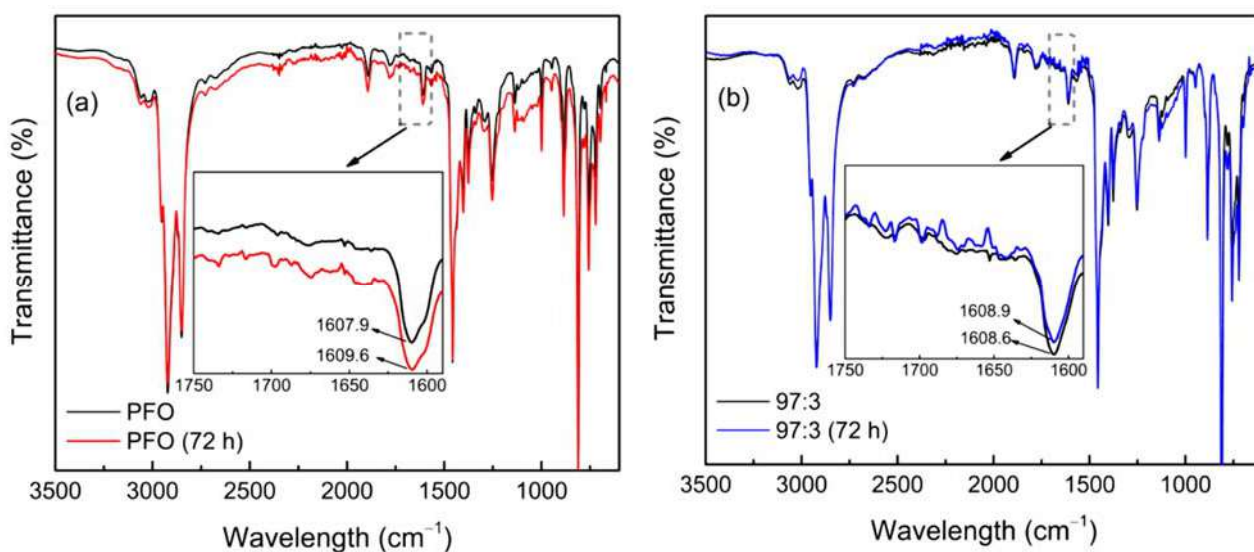 (a)
Transmittance (%)
1607.9
1609.6
1750 1700 1650 1600
PFO
PFO (72 h)
3500 3000 2500 2000 1500 1000
Wavelength (cm⁻¹)
(b)
Transmittance (%)
1608.9
1608.6
1750 1700 1650 1600
97:3
97:3 (72 h)
3500 3000 2500 2000 1500 1000
Wavelength (cm⁻¹)